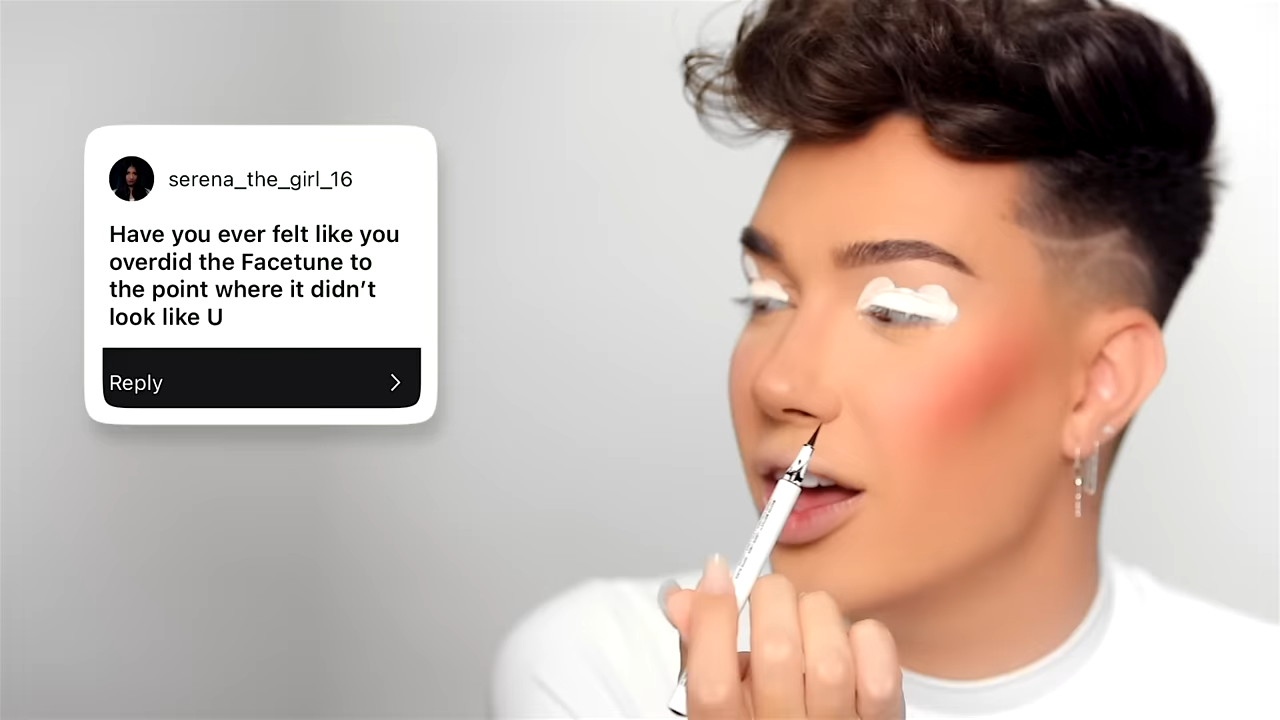 serena_the_girl_16
Have you ever felt like you
overdid the Facetune to
the point where it didn’t
look like U
Reply